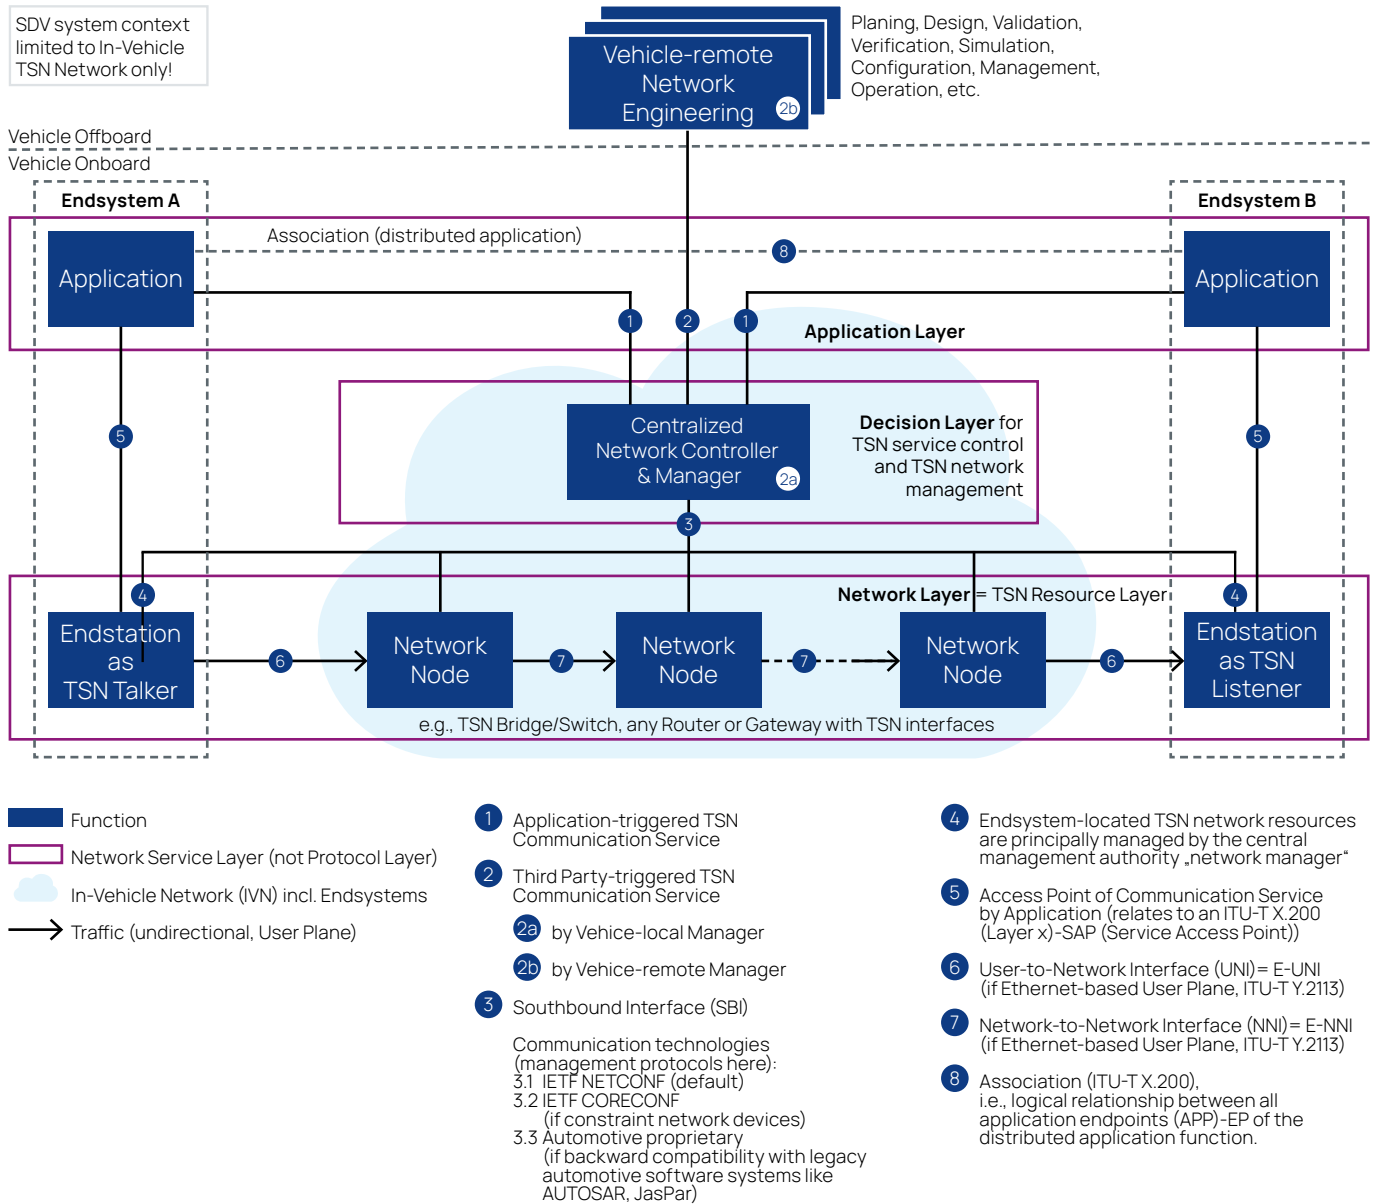 SDV system context
limited to In-Vehicle
TSN Network only!
Vehicle-remote
Network
Engineering
2b
Planing, Design, Validation,
Verification, Simulation,
Configuration, Management,
Operation, etc.
Vehicle Offboard
Vehicle Onboard
Endsystem A
Endsystem B
Association (distributed application)
8
Application
Application
1
2
1
Application Layer
Centralized
Network Controller
& Manager
2a
Decision Layer for
TSN service control
and TSN network
management
5
5
3
4
4
Network Layer = TSN Resource Layer
Endstation
as
TSN Talker
6
Network
Node
7
Network
Node
7
Network
Node
6
Endstation
as TSN
Listener
e.g., TSN Bridge/Switch, any Router or Gateway with TSN interfaces
Function
Network Service Layer (not Protocol Layer)
In-Vehicle Network (IVN) incl. Endsystems
Traffic (undirectional, User Plane)
1 Application-triggered TSN
Communication Service
2 Third Party-triggered TSN
Communication Service
2a by Vehice-local Manager
2b by Vehice-remote Manager
3 Southbound Interface (SBI)
Communication technologies
(management protocols here):
3.1 IETF NETCONF (default)
3.2 IETF CORECONF
(if constraint network devices)
3.3 Automotive proprietary
(if backward compatibility with legacy
automotive software systems like
AUTOSAR, JasPar)
4 Endsystem-located TSN network resources
are principally managed by the central
management authority „network manager“
5 Access Point of Communication Service
by Application (relates to an ITU-T X.200
(Layer x)-SAP (Service Access Point))
6 User-to-Network Interface (UNI)= E-UNI
(if Ethernet-based User Plane, ITU-T Y.2113)
7 Network-to-Network Interface (NNI)= E-NNI
(if Ethernet-based User Plane, ITU-T Y.2113)
8 Association (ITU-T X.200),
i.e., logical relationship between all
application endpoints (APP)-EP of the
distributed application function.